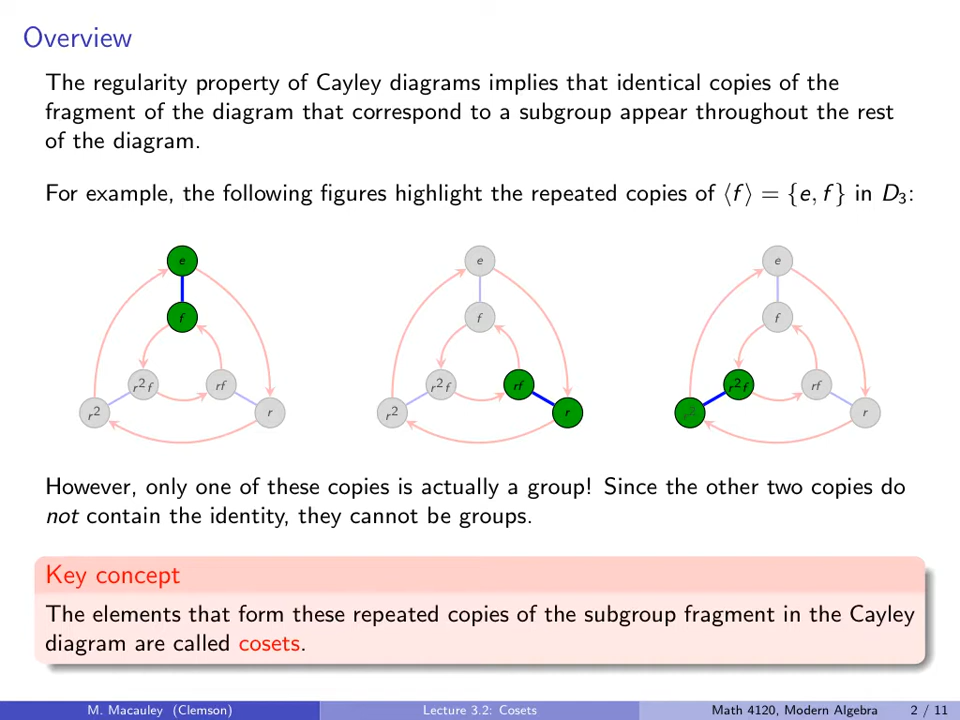 Overview
The regularity property of Cayley diagrams implies that identical copies of the
fragment of the diagram that correspond to a subgroup appear throughout the rest
of the diagram.
For example, the following figures highlight the repeated copies of ⟨f⟩ = {e, f} in D₃:
e
f
r²f
rf
r²
r
e
f
r²f
rf
r²
r
e
f
r²f
rf
r²
r
However, only one of these copies is actually a group! Since the other two copies do
not contain the identity, they cannot be groups.
Key concept
The elements that form these repeated copies of the subgroup fragment in the Cayley
diagram are called cosets.
M. Macauley (Clemson)
Lecture 3.2: Cosets
Math 4120, Modern Algebra
2 / 11